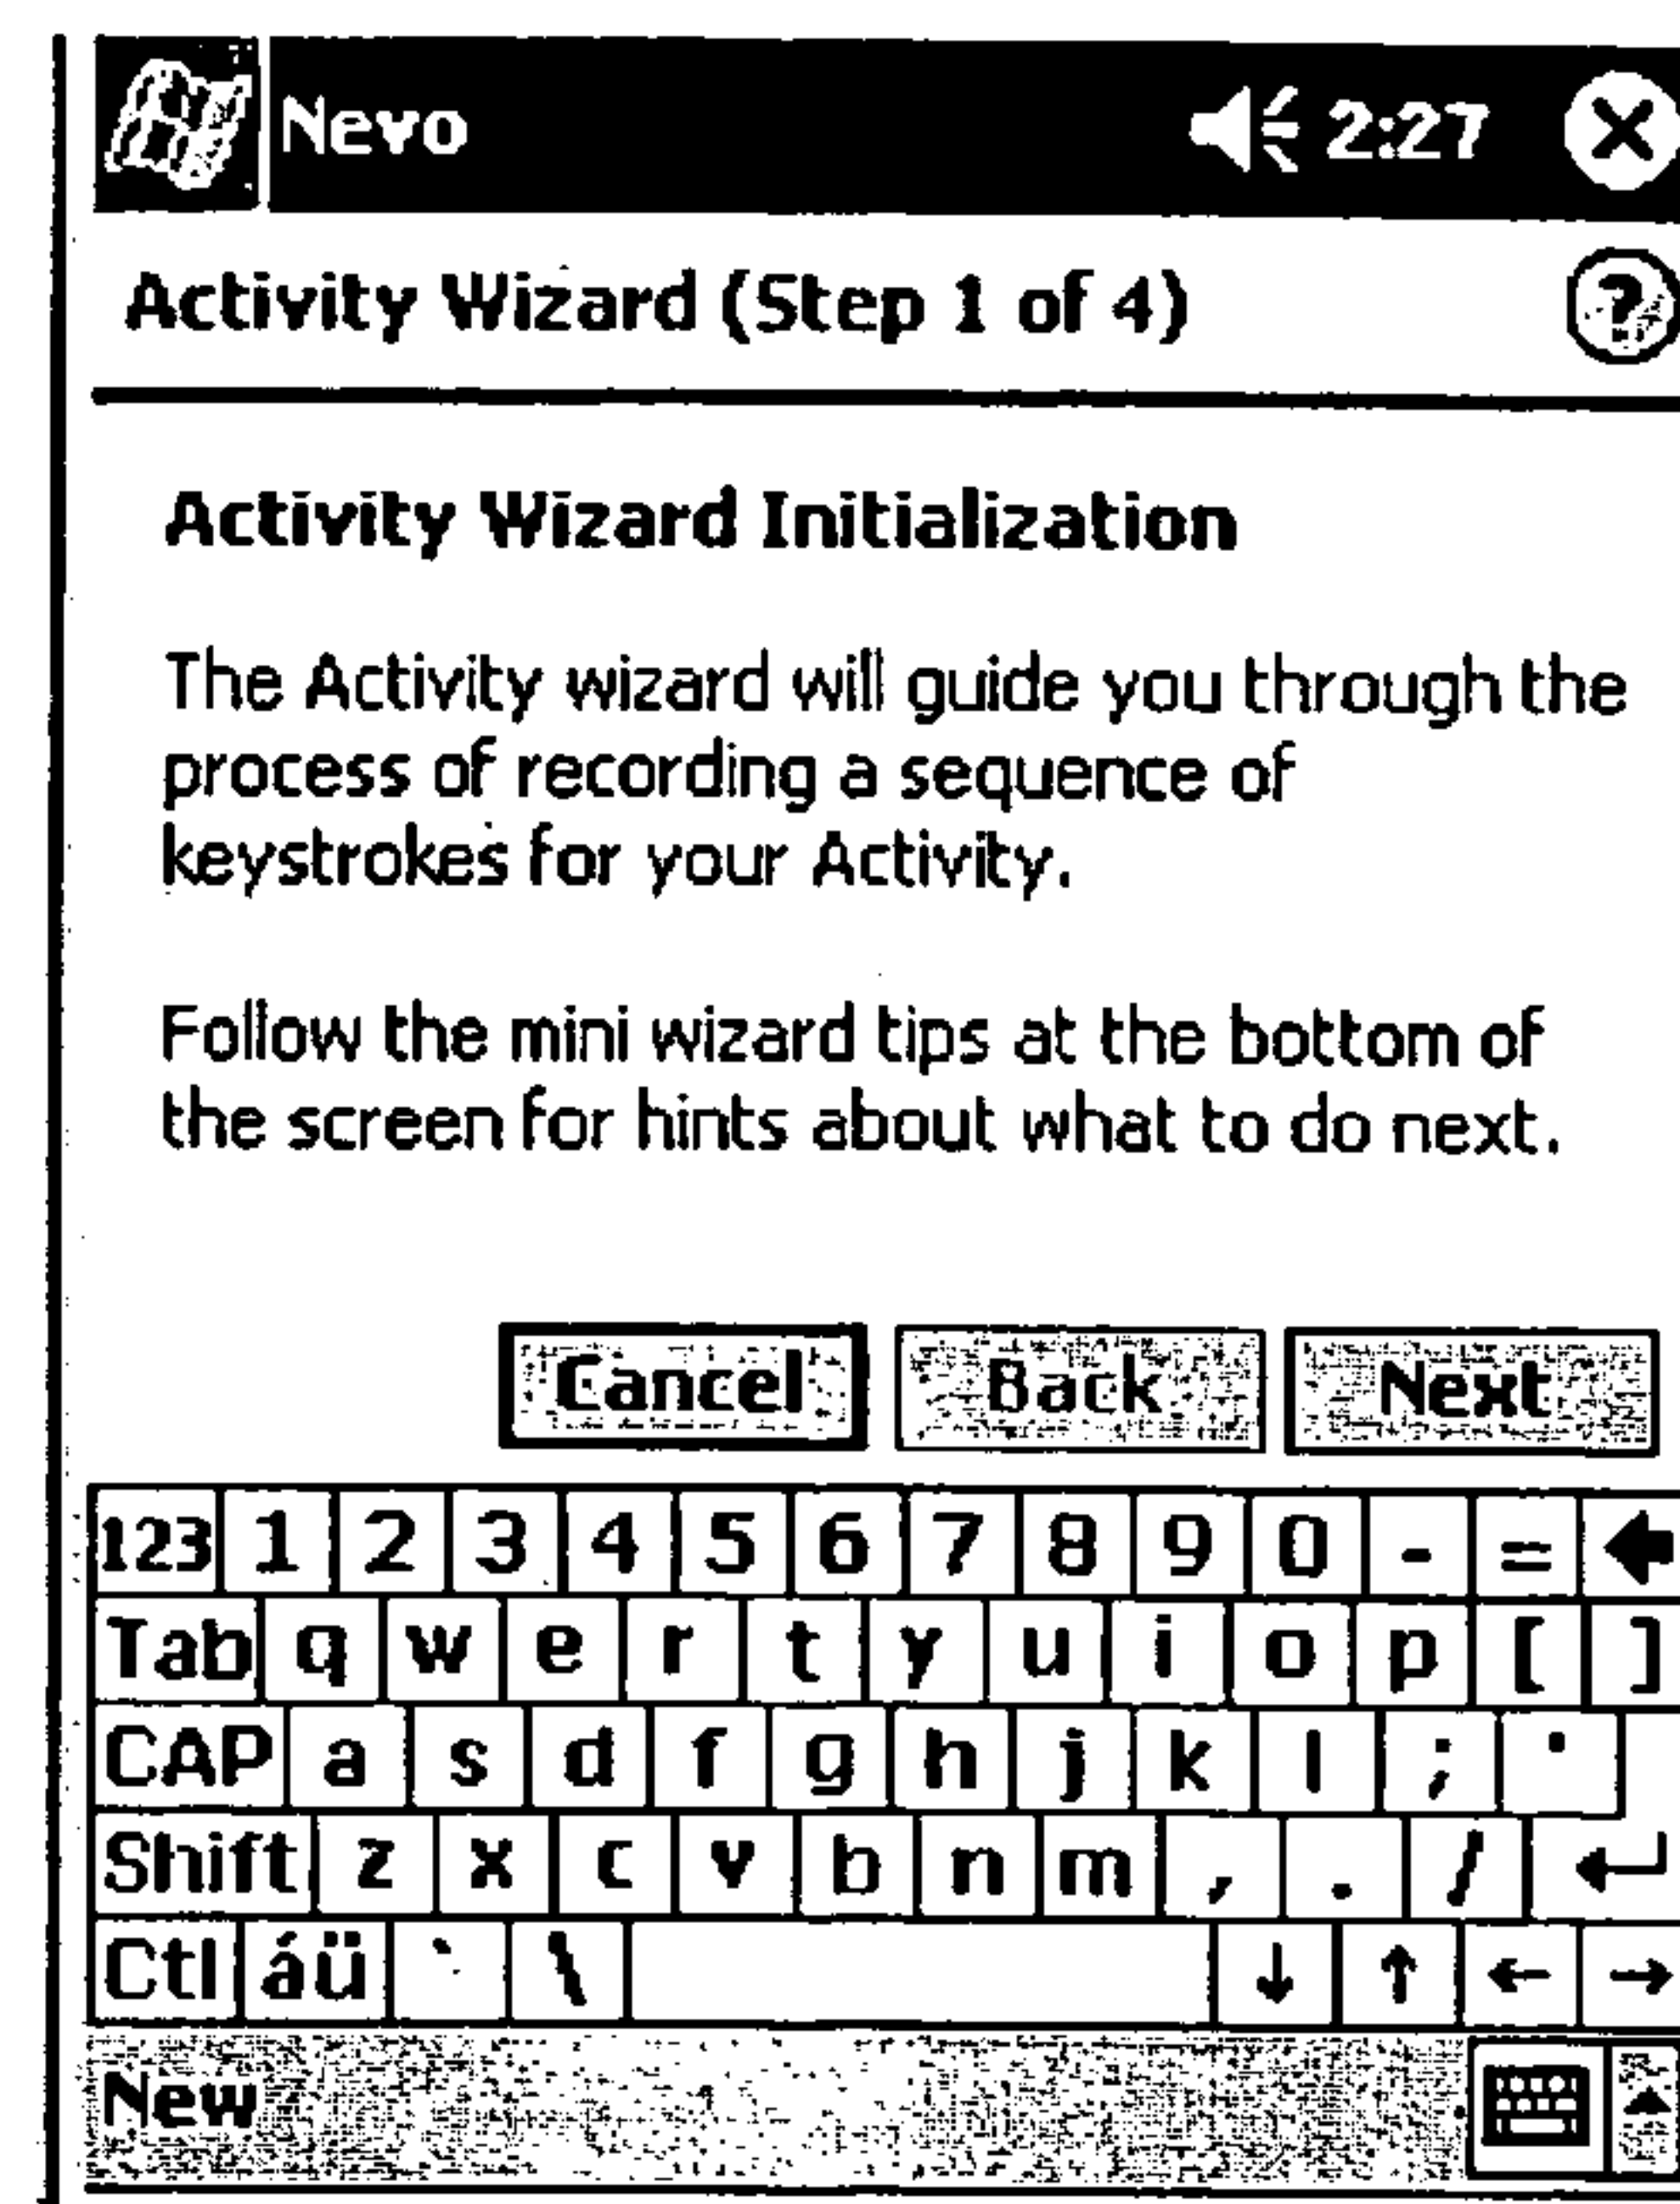 Nevo 2:27
Activity Wizard (Step 1 of 4) ?
Activity Wizard Initialization
The Activity wizard will guide you through the
process of recording a sequence of
keystrokes for your Activity.
Follow the mini wizard tips at the bottom of
the screen for hints about what to do next.
Cancel Back Next
123 1 2 3 4 5 6 7 8 9 0 - =
Tab q w e r t y u i o p [ ]
CAP a s d f g h j k l ; '
Shift z x c v b n m , . /
Ctl áü ` \ ↓ ↑ ← →
New